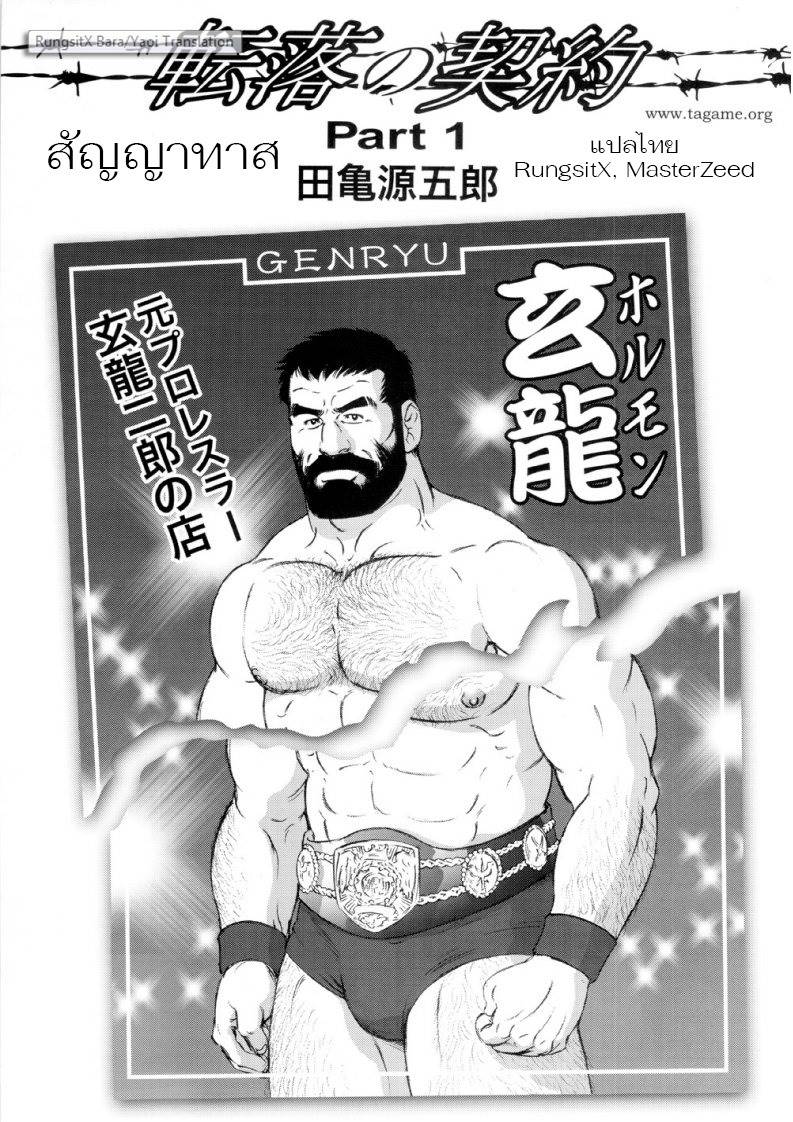 RungsitX Bara/Yaoi Translation
転落の契約
www.tagame.org
สัญญาทาส
Part 1
田亀源五郎
แปลไทย
RungsitX, MasterZeed
GENRYU
ホルモン
玄龍
元プロレスラー
玄龍二郎の店